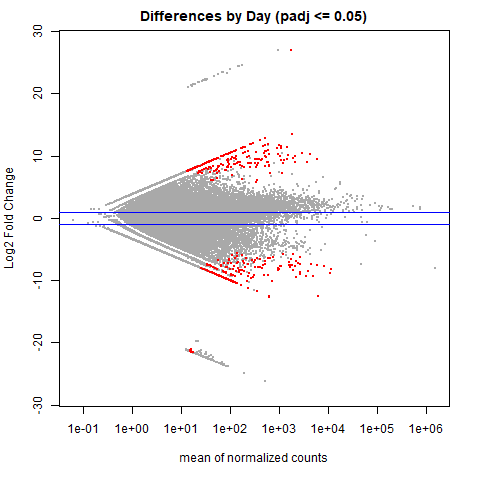 Differences by Day (padj <= 0.05)
Log2 Fold Change
30
20
10
0
-10
-20
-30
1e-01 1e+00 1e+01 1e+02 1e+03 1e+04 1e+05 1e+06
mean of normalized counts